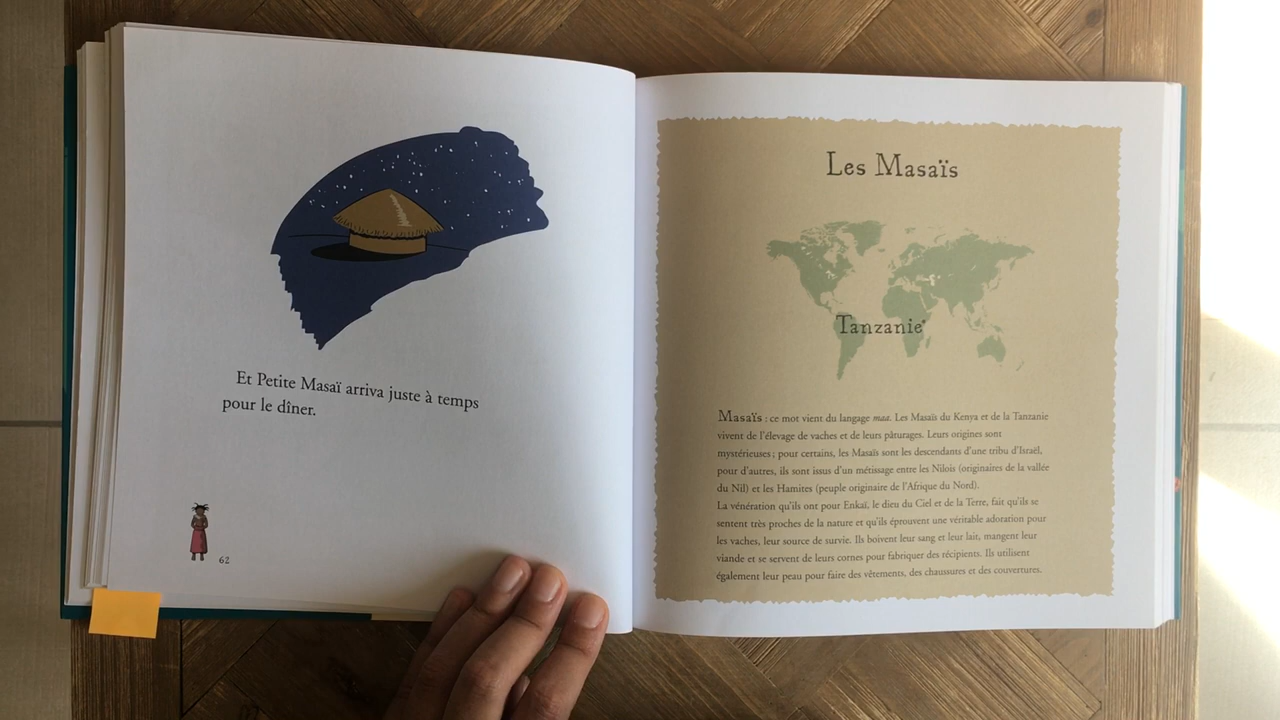 Et Petite Masaï arriva juste à temps
pour le dîner.
62
Les Masaïs
Tanzanie
Masaïs : ce mot vient du langage maa. Les Masaïs du Kenya et de la Tanzanie
vivent de l'élevage de vaches et de leurs pâturages. Leurs origines sont
mystérieuses ; pour certains, les Masaïs sont les descendants d'une tribu d'Israël,
pour d'autres, ils sont issus d'un métissage entre les Nilois (originaires de la vallée
du Nil) et les Hamites (peuple originaire de l'Afrique du Nord).
La vénération qu'ils ont pour Enkaï, le dieu du Ciel et de la Terre, fait qu'ils se
sentent très proches de la nature et qu'ils éprouvent une véritable adoration pour
les vaches, leur source de survie. Ils boivent leur sang et leur lait, mangent leur
viande et se servent de leurs cornes pour fabriquer des récipients. Ils utilisent
également leur peau pour faire des vêtements, des chaussures et des couvertures.